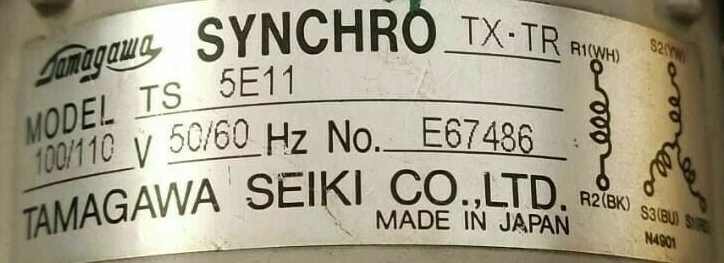 Tamagawa SYNCHRO TX-TR
MODEL TS 5E11
100/110 V 50/60 Hz No. E67486
TAMAGAWA SEIKI CO.,LTD.
MADE IN JAPAN
R1(WH) S2(YW)
R2(BK) S3(BU)
N4901